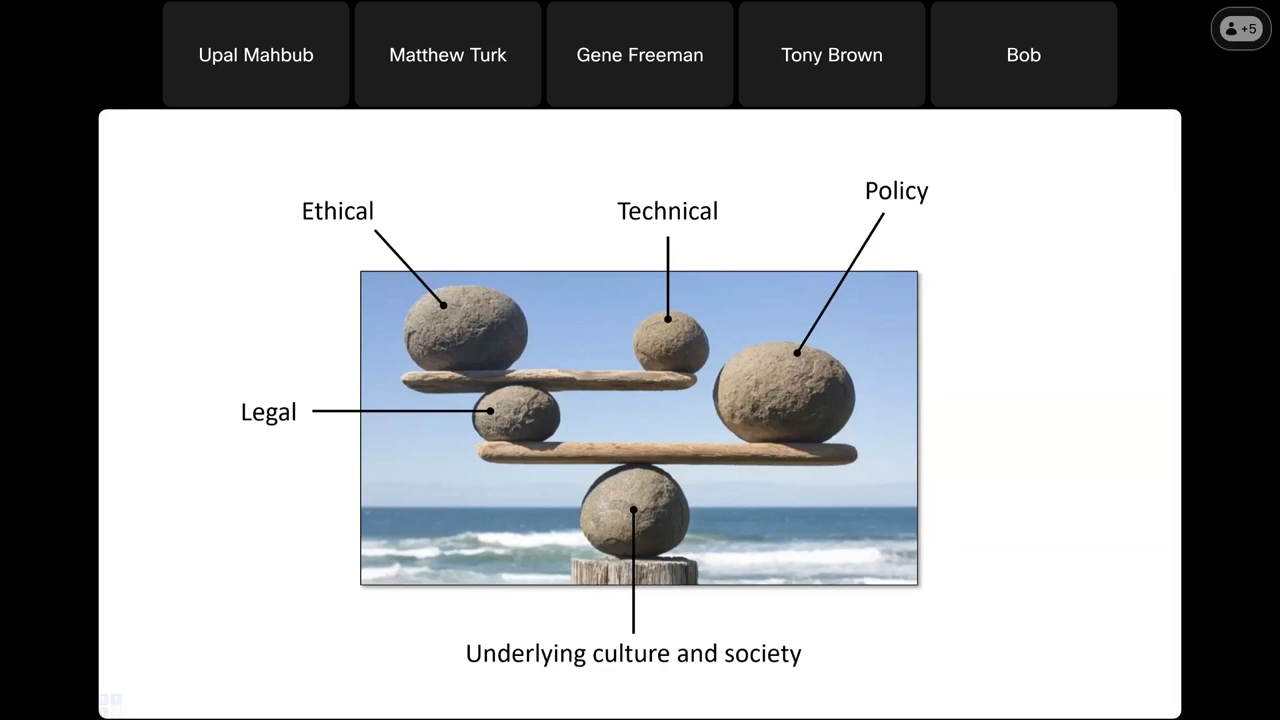 Upal Mahbub
Matthew Turk
Gene Freeman
Tony Brown
Bob
+5
Policy
Ethical
Technical
Legal
Underlying culture and society